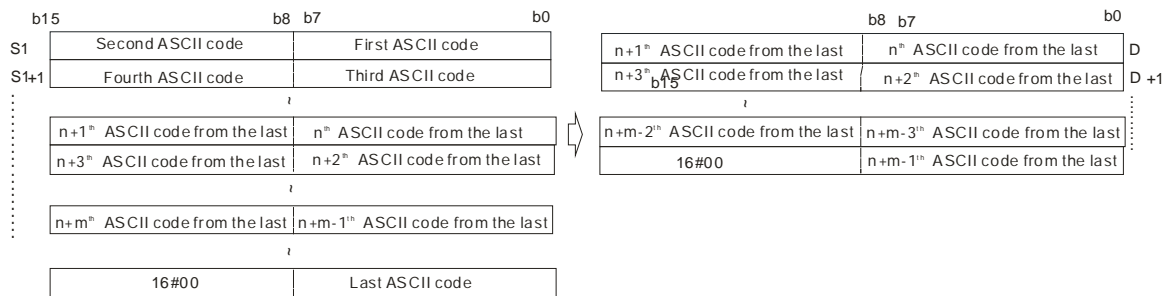 b15 b8 b7 b0
S1 Second ASCII code First ASCII code
S1+1 Fourth ASCII code Third ASCII code
n+1th ASCII code from the last nth ASCII code from the last
n+3th ASCII code from the last n+2th ASCII code from the last
n+mth ASCII code from the last n+m-1th ASCII code from the last
16#00 Last ASCII code
b8 b7 b0
n+1th ASCII code from the last nth ASCII code from the last D
n+3th ASCII code from the last n+2th ASCII code from the last D +1
b15
n+m-2th ASCII code from the last n+m-3th ASCII code from the last
16#00 n+m-1th ASCII code from the last